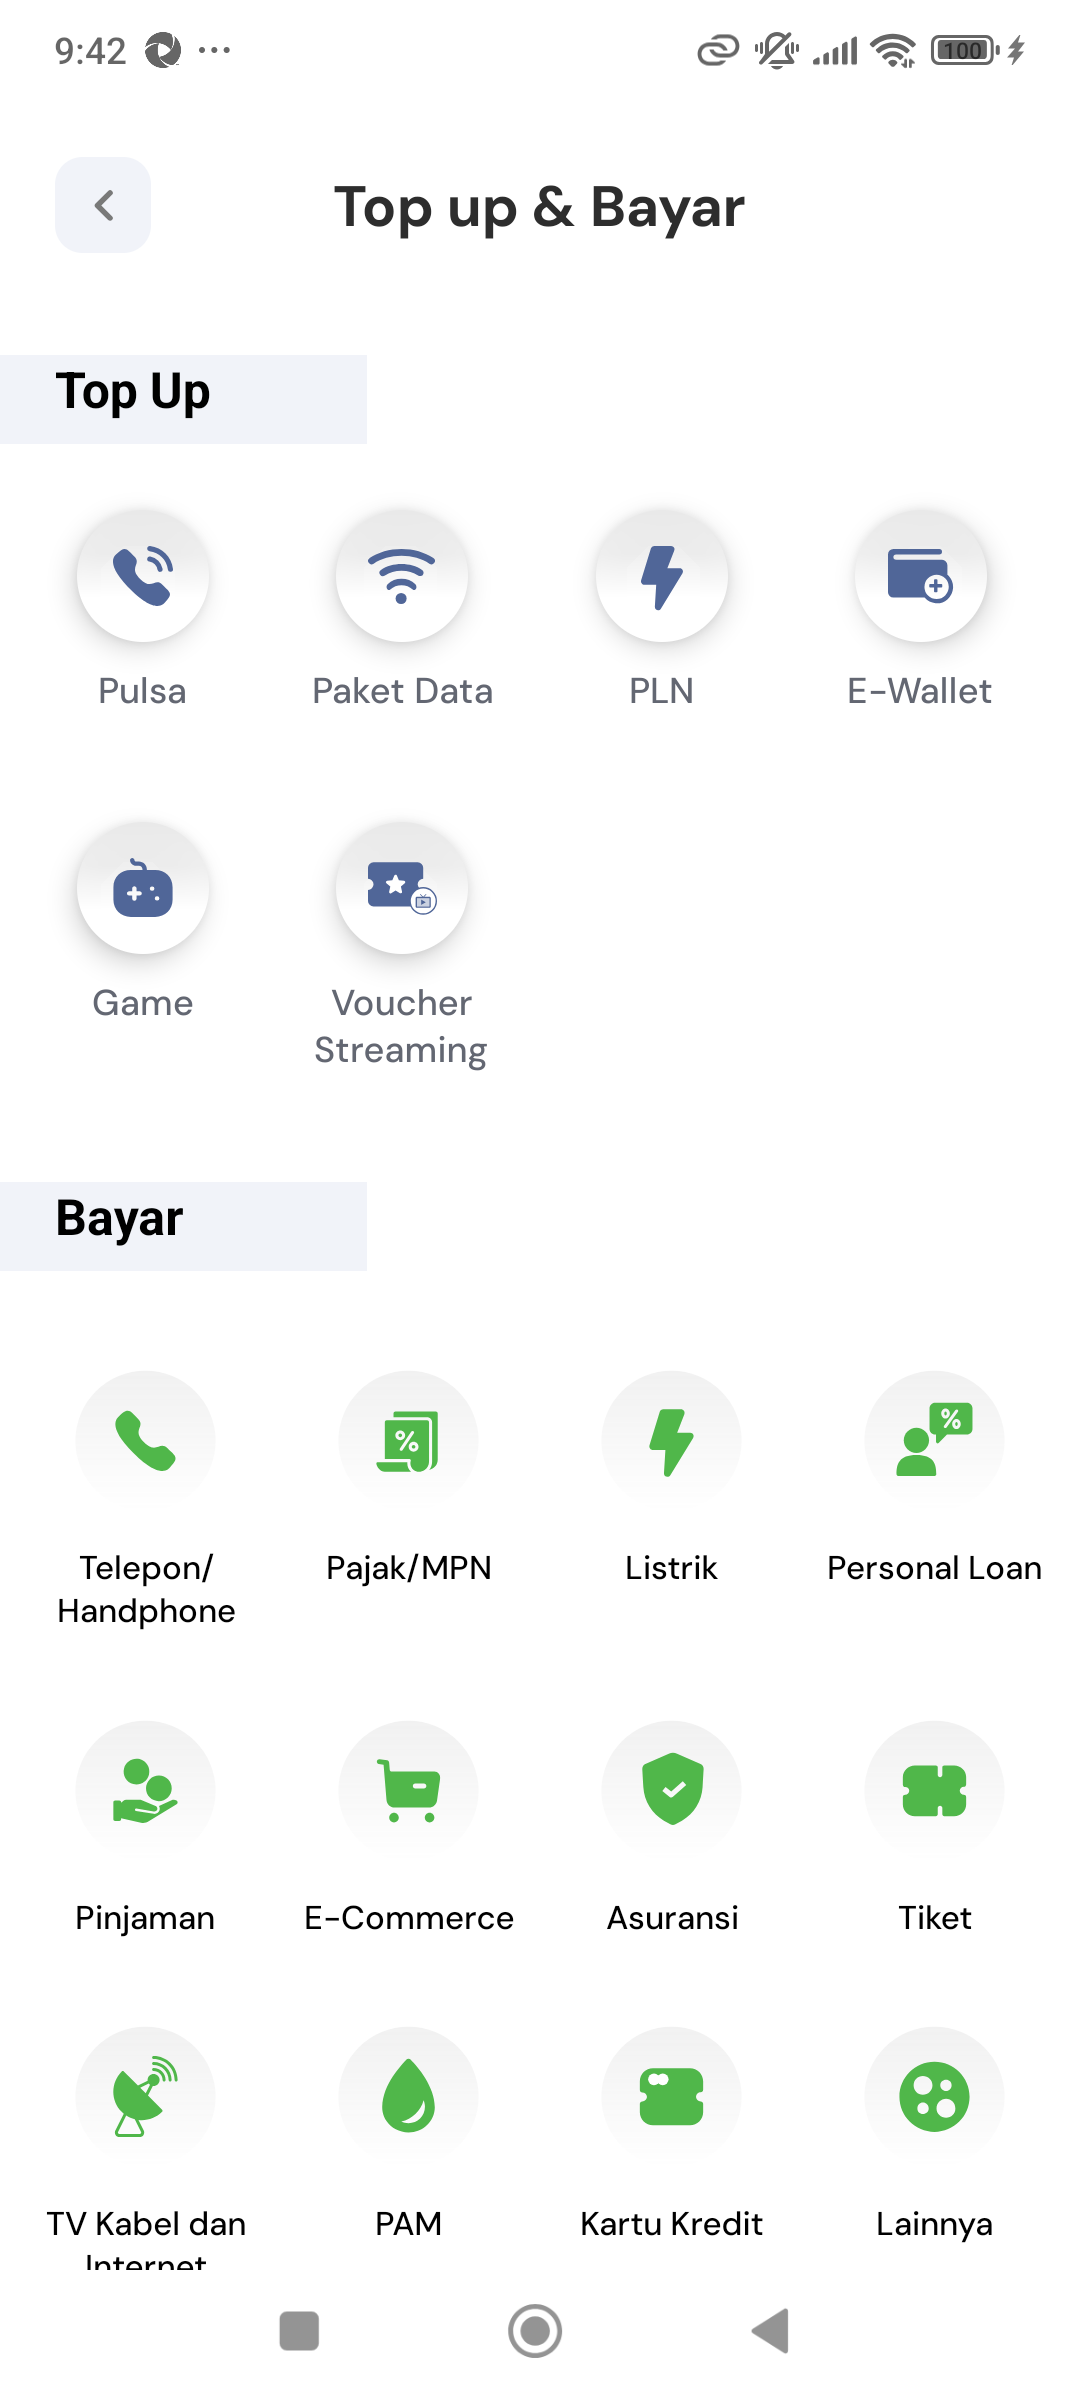 9:42
100
Top up & Bayar
Top Up
Pulsa
Paket Data
PLN
E-Wallet
Game
Voucher
Streaming
Bayar
Telepon/
Handphone
Pajak/MPN
Listrik
Personal Loan
Pinjaman
E-Commerce
Asuransi
Tiket
TV Kabel dan
Internet
PAM
Kartu Kredit
Lainnya